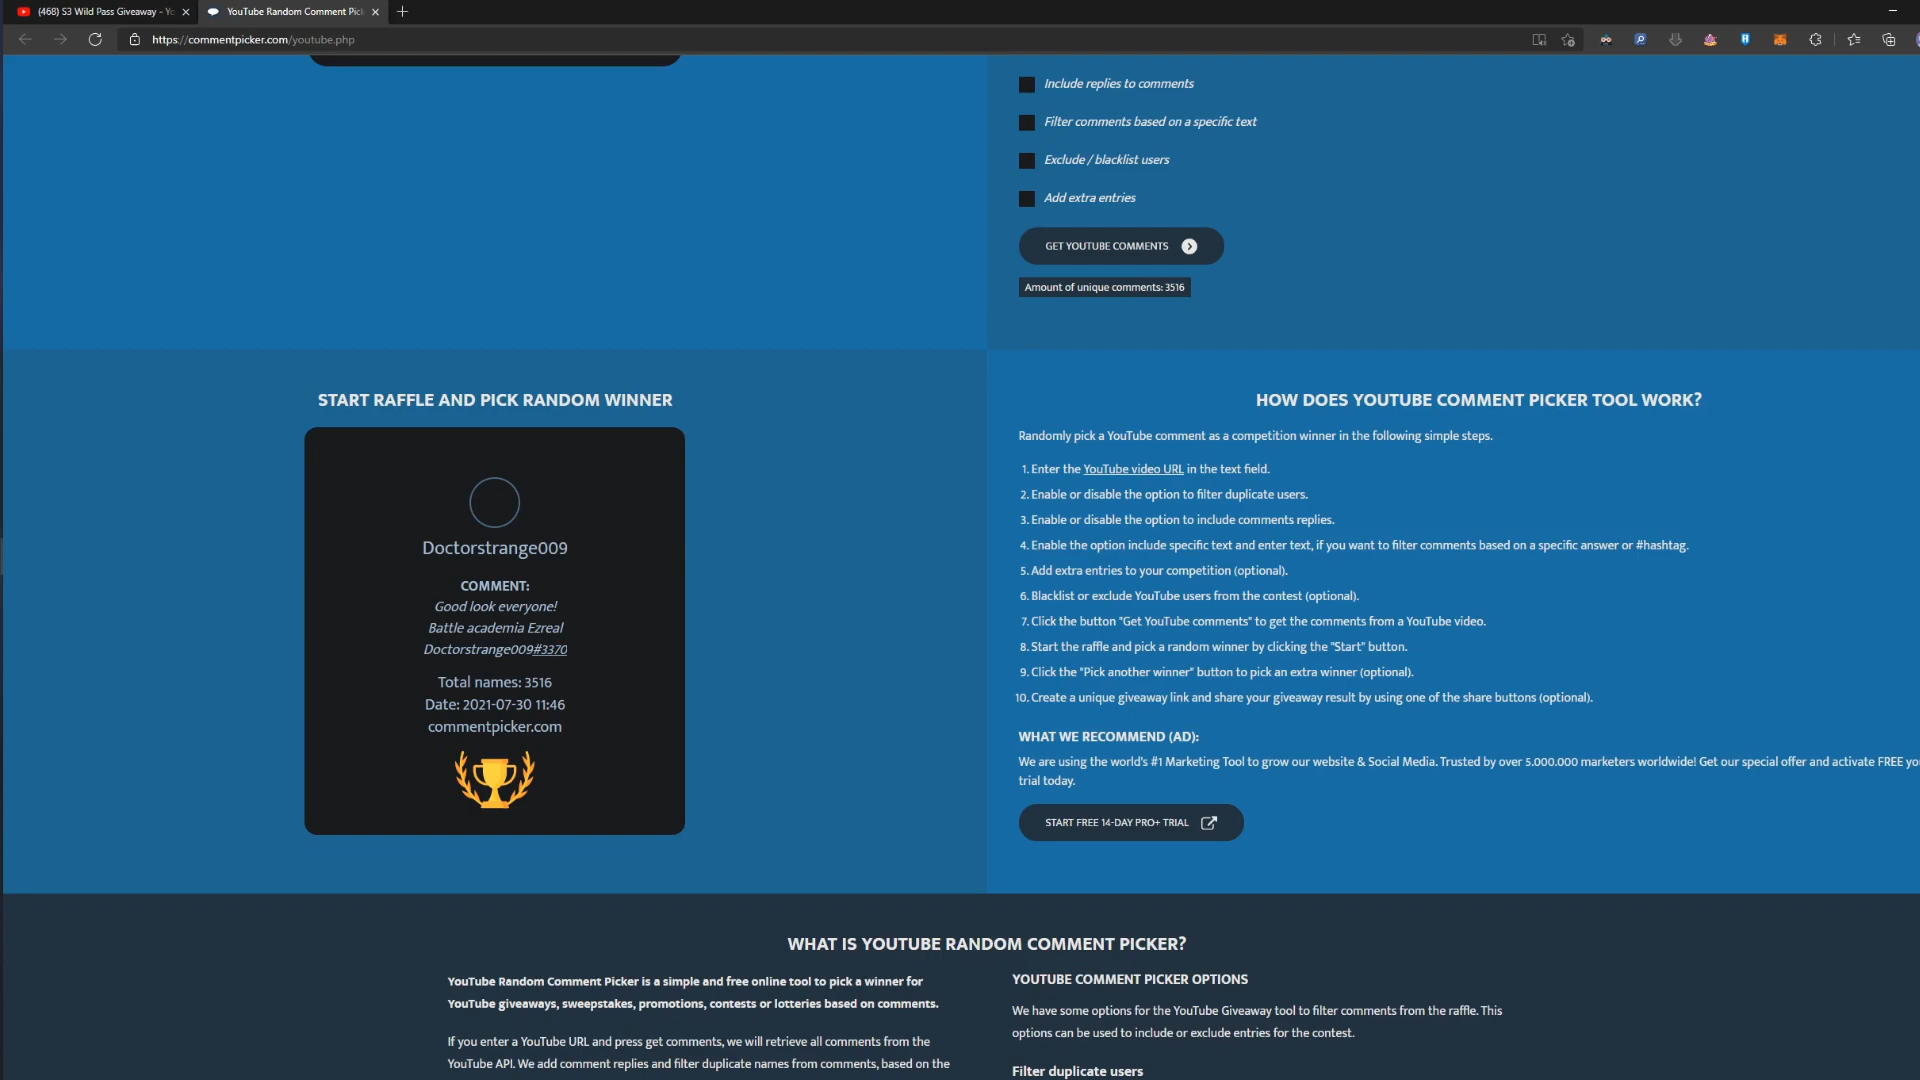 (468) S3 Wild Pass Giveaway - Yo
YouTube Random Comment Pic
https://commentpicker.com/youtube.php
Include replies to comments
Filter comments based on a specific text
Exclude / blacklist users
Add extra entries
GET YOUTUBE COMMENTS
Amount of unique comments: 3516
START RAFFLE AND PICK RANDOM WINNER
Doctorstrange009
COMMENT:
Good look everyone!
Battle academia Ezreal
Doctorstrange009#3370
Total names: 3516
Date: 2021-07-30 11:46
commentpicker.com
HOW DOES YOUTUBE COMMENT PICKER TOOL WORK?
Randomly pick a YouTube comment as a competition winner in the following simple steps.
1. Enter the YouTube video URL in the text field.
2. Enable or disable the option to filter duplicate users.
3. Enable or disable the option to include comments replies.
4. Enable the option include specific text and enter text, if you want to filter comments based on a specific answer or #hashtag.
5. Add extra entries to your competition (optional).
6. Blacklist or exclude YouTube users from the contest (optional).
7. Click the button "Get YouTube comments" to get the comments from a YouTube video.
8. Start the raffle and pick a random winner by clicking the "Start" button.
9. Click the "Pick another winner" button to pick an extra winner (optional).
10. Create a unique giveaway link and share your giveaway result by using one of the share buttons (optional).
WHAT WE RECOMMEND (AD):
We are using the world's #1 Marketing Tool to grow our website & Social Media. Trusted by over 5.000.000 marketers worldwide! Get our special offer and activate FREE yo
trial today.
START FREE 14-DAY PRO+ TRIAL
WHAT IS YOUTUBE RANDOM COMMENT PICKER?
YouTube Random Comment Picker is a simple and free online tool to pick a winner for
YouTube giveaways, sweepstakes, promotions, contests or lotteries based on comments.
If you enter a YouTube URL and press get comments, we will retrieve all comments from the
YouTube API. We add comment replies and filter duplicate names from comments, based on the
YOUTUBE COMMENT PICKER OPTIONS
We have some options for the YouTube Giveaway tool to filter comments from the raffle. This
options can be used to include or exclude entries for the contest.
Filter duplicate users